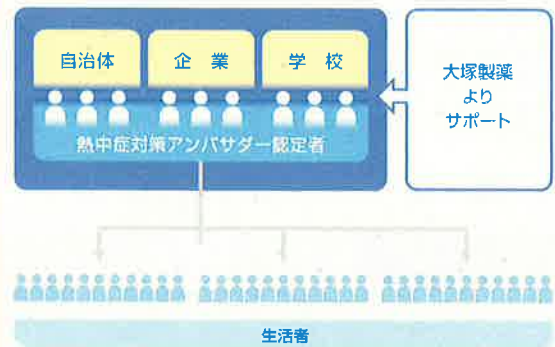 自治体
企業
学校
熱中症対策アンバサダー認定者
大塚製薬
より
サポート
生活者